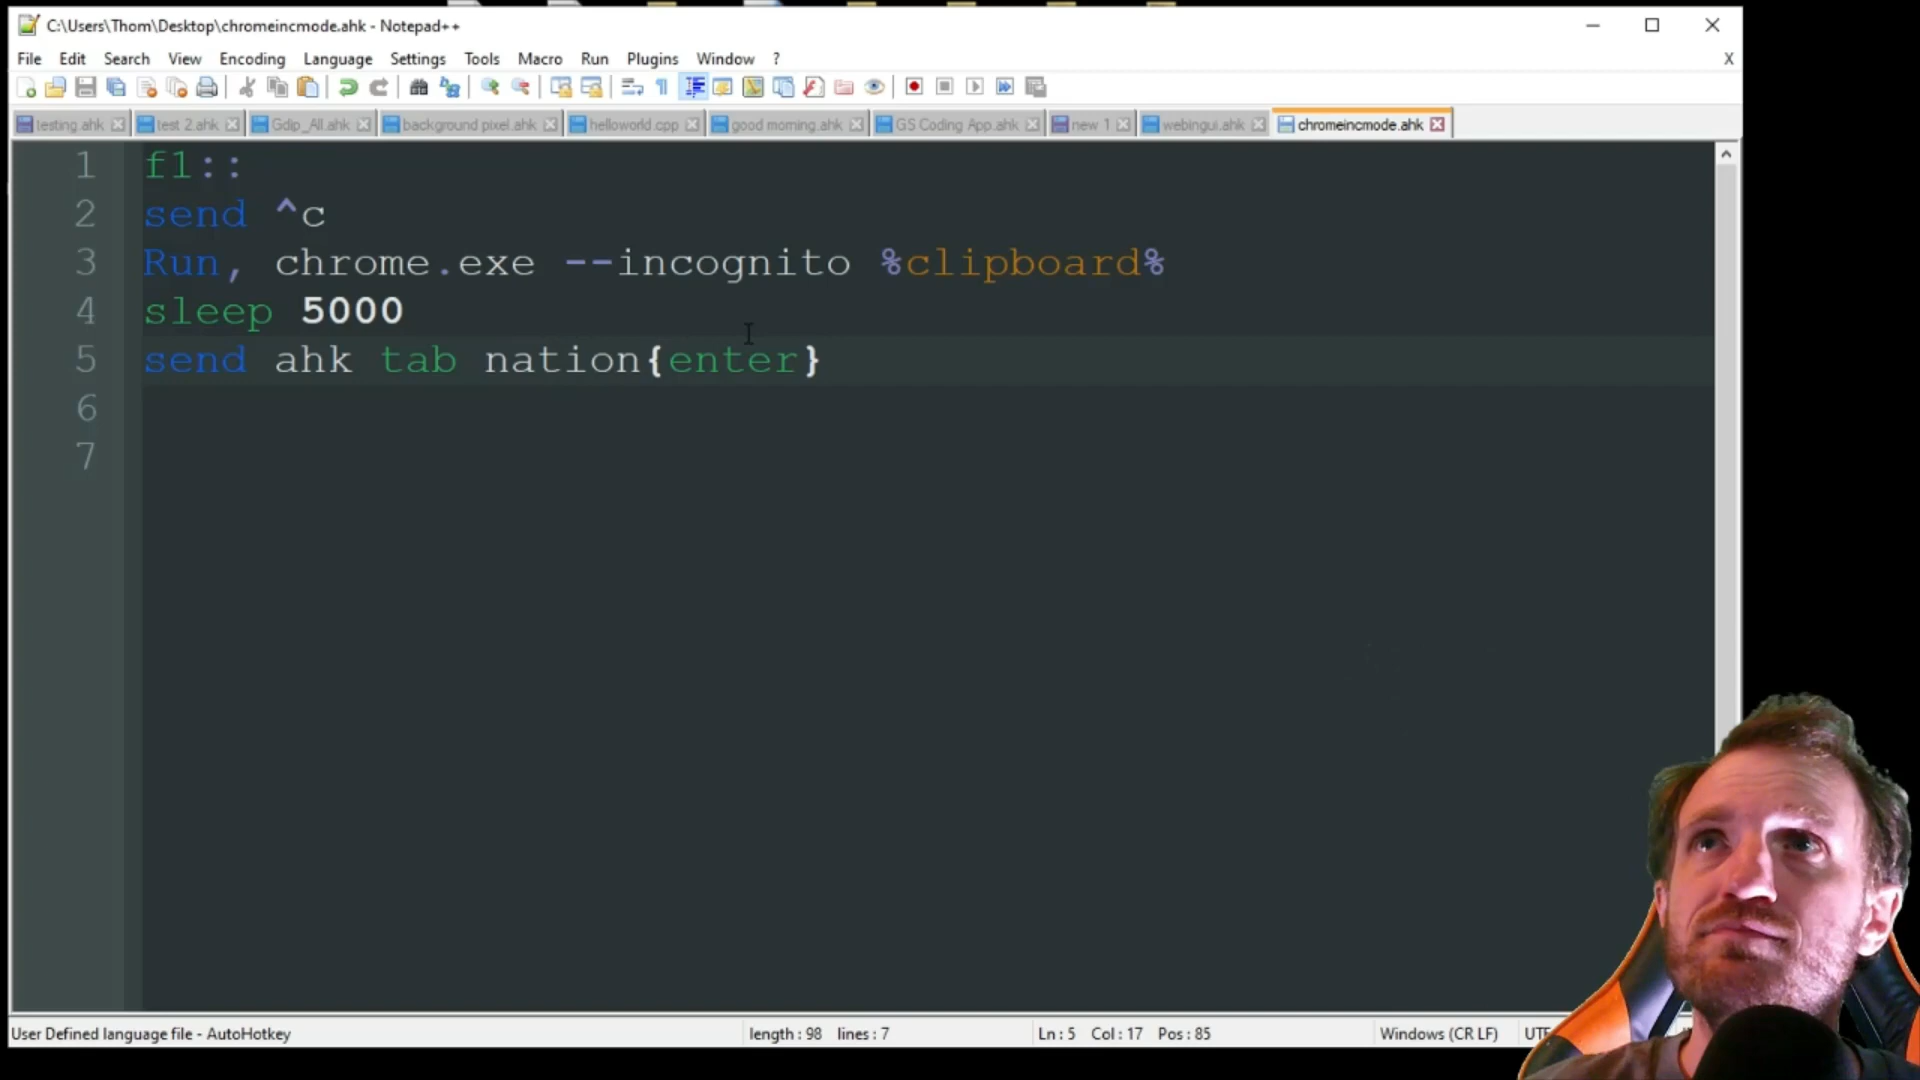 C:\Users\Thom\Desktop\chromeincmode.ahk - Notepad++
File Edit Search View Encoding Language Settings Tools Macro Run Plugins Window ? X
testing.ahk test 2.ahk Gdip_All.ahk background pixel.ahk helloworld.cpp good morning.ahk GS Coding App.ahk new 1 webingui.ahk chromeincmode.ahk
1 f1::
2 send ^c
3 Run, chrome.exe --incognito %clipboard%
4 sleep 5000
5 send ahk tab nation{enter}
6
7
User Defined language file - AutoHotkey length : 98 lines : 7 Ln : 5 Col : 17 Pos : 85 Windows (CR LF)